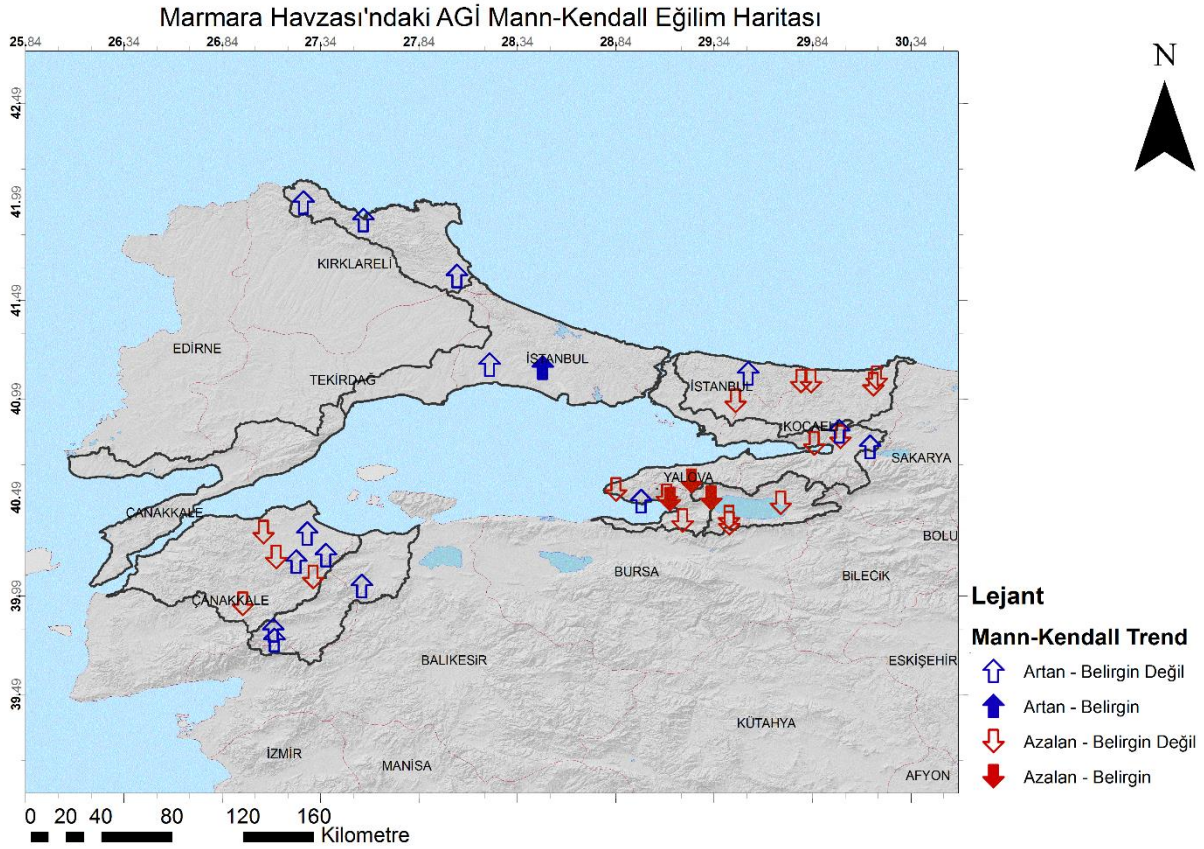 Marmara Havzası'ndaki AGİ Mann-Kendall Eğilim Haritası
25.84 26.34 26.84 27.34 27.84 28.34 28.84 29.34 29.84 30.34
N
42.49
41.99
KIRKLARELİ
41.49
EDİRNE
İSTANBUL
TEKİRDAĞ
İSTANBUL
40.99
KOCAELİ
SAKARYA
YALOVA
40.49
ÇANAKKALE
BOLU
BURSA
BİLECİK
39.99
ÇANAKKALE
Lejant
Mann-Kendall Trend
BALIKESİR
ESKİŞEHİR
Artan - Belirgin Değil
39.49
Artan - Belirgin
KÜTAHYA
Azalan - Belirgin Değil
İZMİR
MANİSA
AFYON
Azalan - Belirgin
0 20 40 80 120 160
Kilometre